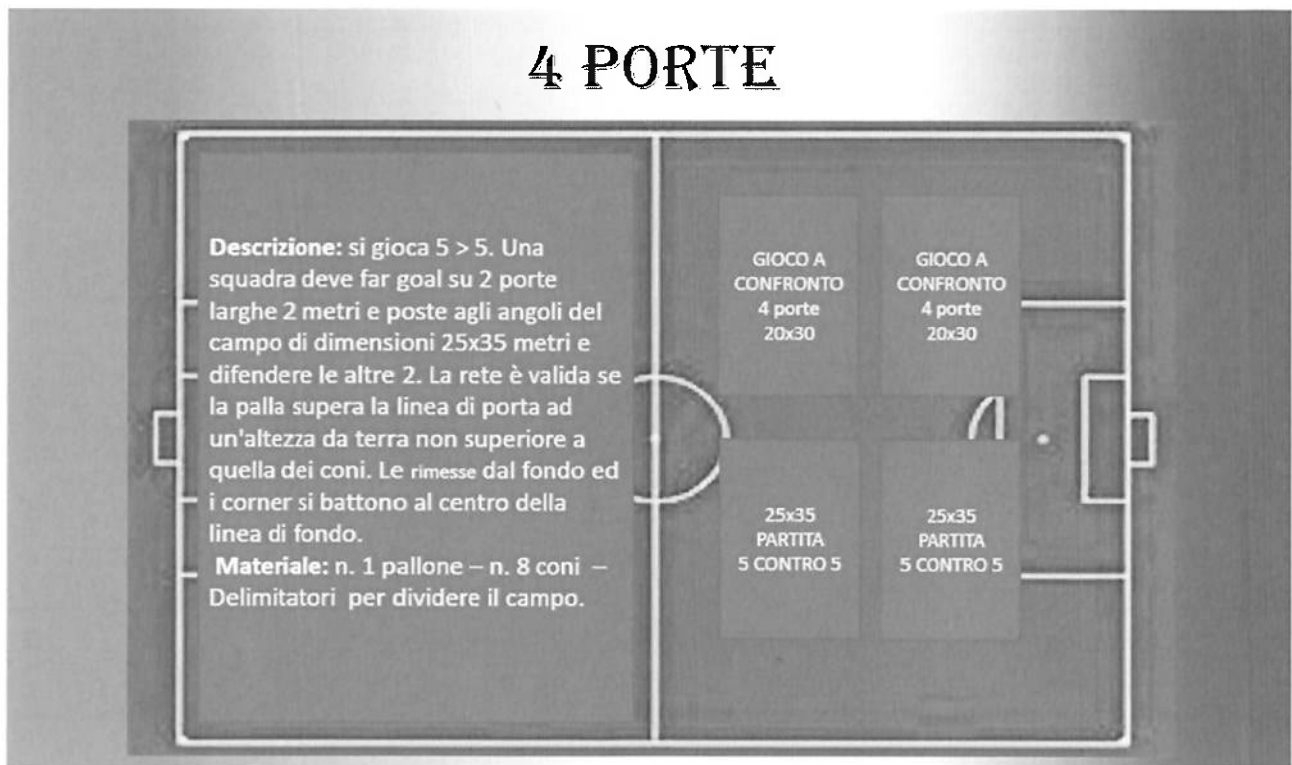 4 PORTE
Descrizione: si gioca 5 > 5. Una
squadra deve far goal su 2 porte
larghe 2 metri e poste agli angoli del
campo di dimensioni 25x35 metri e
difendere le altre 2. La rete è valida se
la palla supera la linea di porta ad
un'altezza da terra non superiore a
quella dei coni. Le rimesse dal fondo ed
i corner si battono al centro della
linea di fondo.
Materiale: n. 1 pallone – n. 8 coni –
Delimitatori per dividere il campo.
GIOCO A
CONFRONTO
4 porte
20x30
GIOCO A
CONFRONTO
4 porte
20x30
25x35
PARTITA
5 CONTRO 5
25x35
PARTITA
5 CONTRO 5